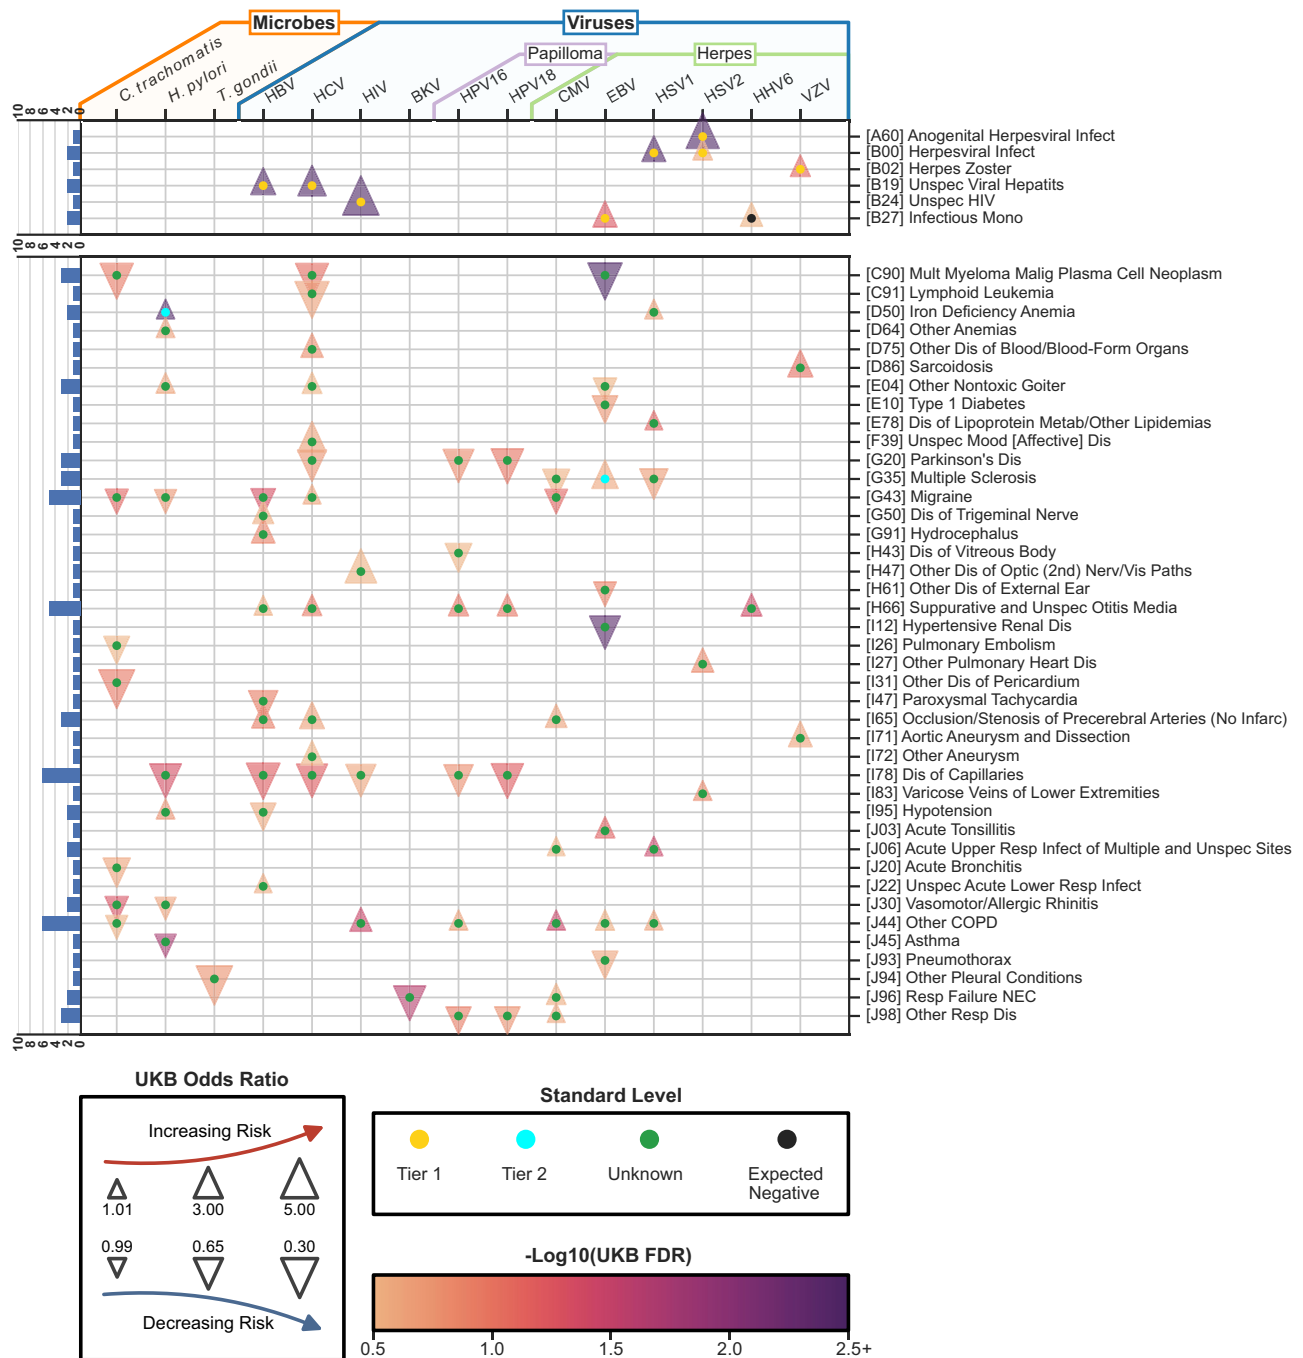 Microbes
Viruses
Papilloma
Herpes
C. trachomatis
H. pylori
T. gondii
HBV
HCV
HIV
BKV
HPV16
HPV18
CMV
EBV
HSV1
HSV2
HHV6
VZV
10 8 6 4 2 0
[A60] Anogenital Herpesviral Infect
[B00] Herpesviral Infect
[B02] Herpes Zoster
[B19] Unspec Viral Hepatits
[B24] Unspec HIV
[B27] Infectious Mono
10 8 6 4 2 0
[C90] Mult Myeloma Malig Plasma Cell Neoplasm
[C91] Lymphoid Leukemia
[D50] Iron Deficiency Anemia
[D64] Other Anemias
[D75] Other Dis of Blood/Blood-Form Organs
[D86] Sarcoidosis
[E04] Other Nontoxic Goiter
[E10] Type 1 Diabetes
[E78] Dis of Lipoprotein Metab/Other Lipidemias
[F39] Unspec Mood [Affective] Dis
[G20] Parkinson's Dis
[G35] Multiple Sclerosis
[G43] Migraine
[G50] Dis of Trigeminal Nerve
[G91] Hydrocephalus
[H43] Dis of Vitreous Body
[H47] Other Dis of Optic (2nd) Nerv/Vis Paths
[H61] Other Dis of External Ear
[H66] Suppurative and Unspec Otitis Media
[I12] Hypertensive Renal Dis
[I26] Pulmonary Embolism
[I27] Other Pulmonary Heart Dis
[I31] Other Dis of Pericardium
[I47] Paroxysmal Tachycardia
[I65] Occlusion/Stenosis of Precerebral Arteries (No Infarc)
[I71] Aortic Aneurysm and Dissection
[I72] Other Aneurysm
[I78] Dis of Capillaries
[I83] Varicose Veins of Lower Extremities
[I95] Hypotension
[J03] Acute Tonsillitis
[J06] Acute Upper Resp Infect of Multiple and Unspec Sites
[J20] Acute Bronchitis
[J22] Unspec Acute Lower Resp Infect
[J30] Vasomotor/Allergic Rhinitis
[J44] Other COPD
[J45] Asthma
[J93] Pneumothorax
[J94] Other Pleural Conditions
[J96] Resp Failure NEC
[J98] Other Resp Dis
10 8 6 4 2 0
UKB Odds Ratio
Increasing Risk
1.01 3.00 5.00
0.99 0.65 0.30
Decreasing Risk
Standard Level
Tier 1
Tier 2
Unknown
Expected
Negative
-Log10(UKB FDR)
0.5 1.0 1.5 2.0 2.5+